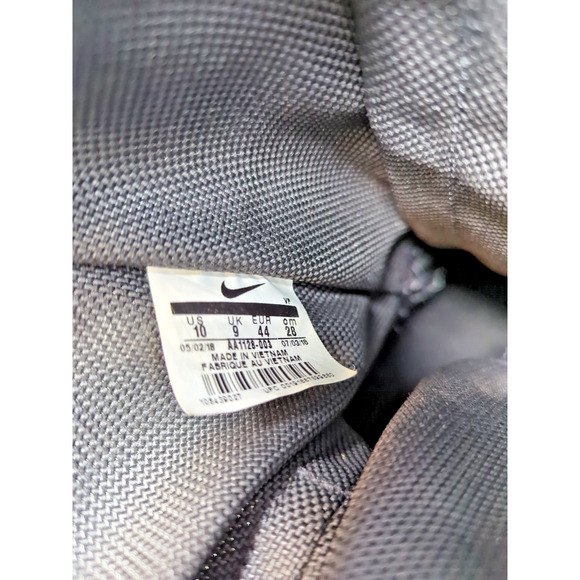 VP
US UK EUR cm
10 9 44 28
05/02/18 AA1128-003 07/03/18
MADE IN VIETNAM
FABRIQUE AU VIETNAM